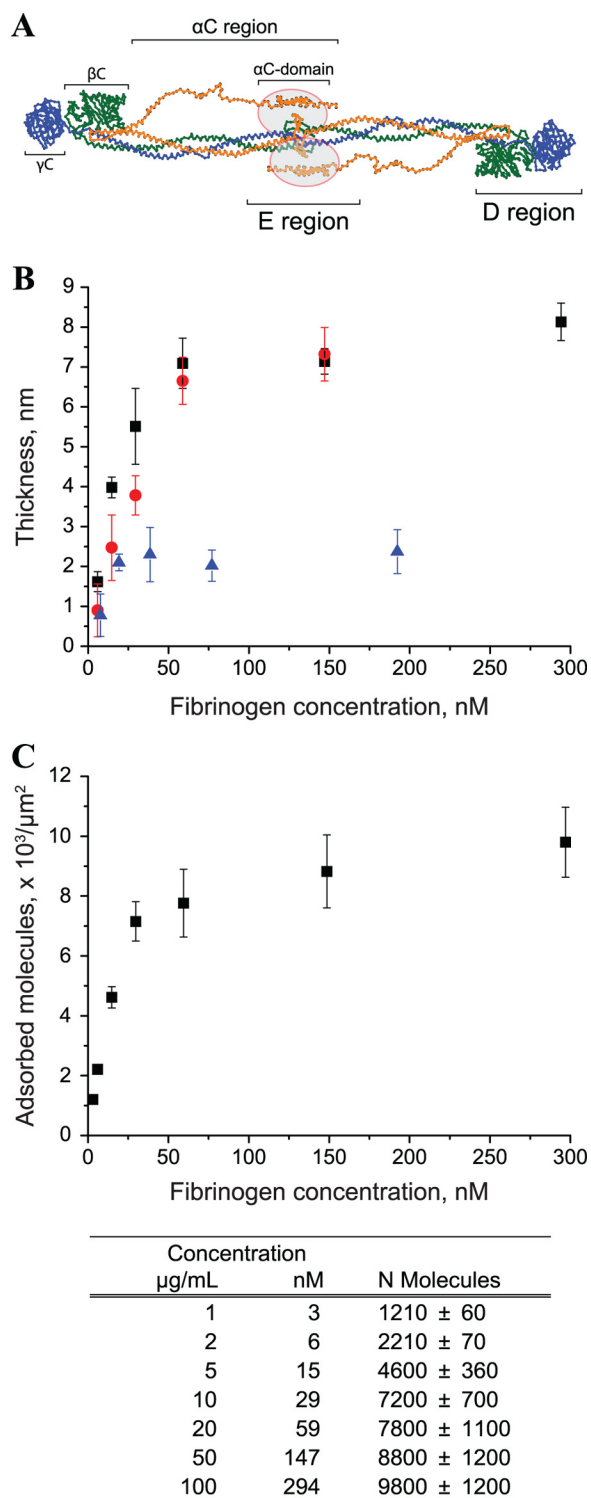 A
αC region
βC
αC-domain
γC
E region
D region
B
9
8
7
6
5
4
3
2
1
0
Thickness, nm
0 50 100 150 200 250 300
Fibrinogen concentration, nM
C
12
10
8
6
4
2
0
Adsorbed molecules, x 10³/μm²
0 50 100 150 200 250 300
Fibrinogen concentration, nM
Concentration
μg/mL nM N Molecules
1 3 1210 ± 60
2 6 2210 ± 70
5 15 4600 ± 360
10 29 7200 ± 700
20 59 7800 ± 1100
50 147 8800 ± 1200
100 294 9800 ± 1200